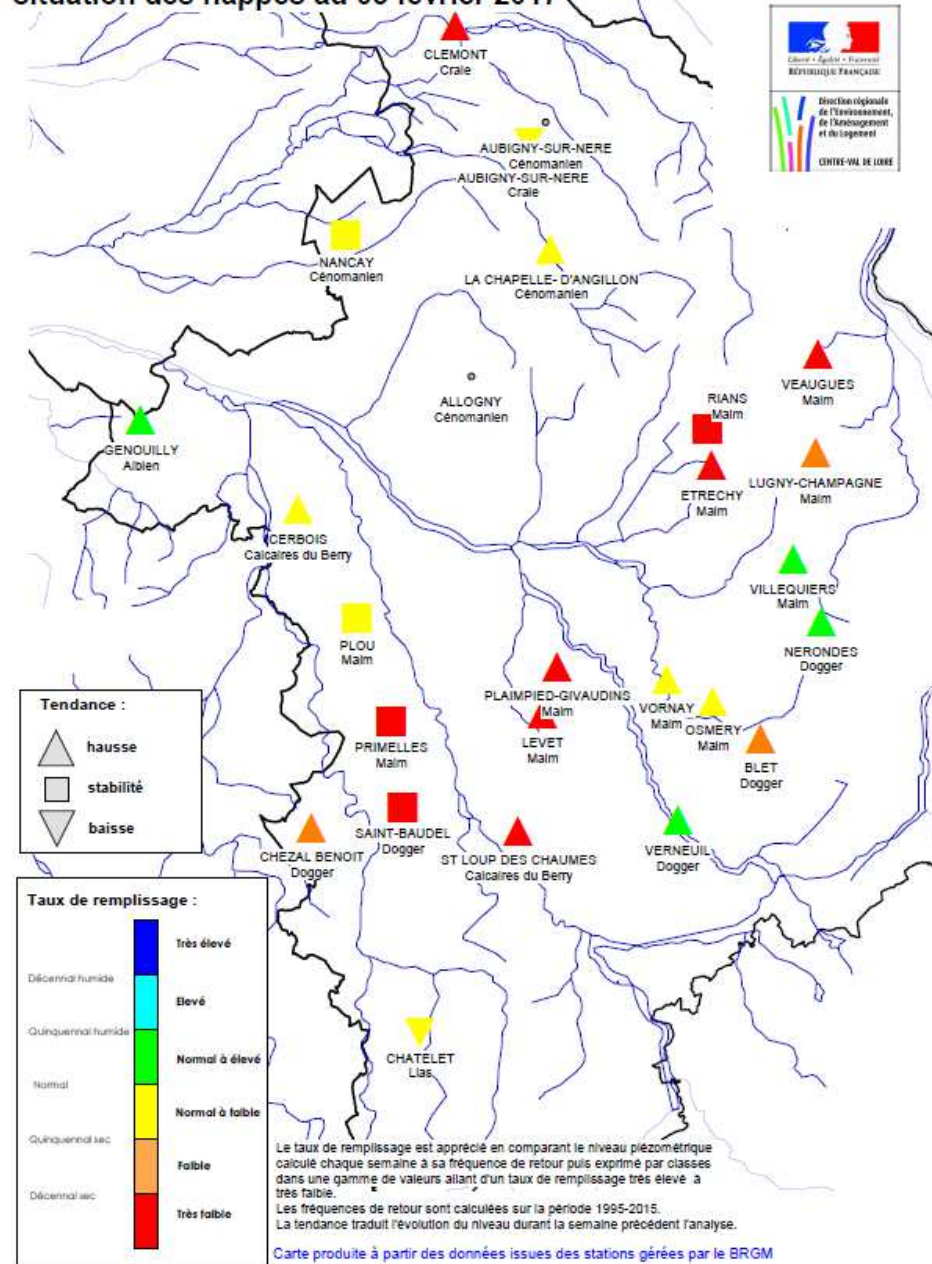 situation des nappes au 05 février 2017
Liberté • Égalité • Fraternité
RÉPUBLIQUE FRANÇAISE
Direction régionale
de l'Environnement,
de l'Aménagement
et du Logement
CENTRE-VAL DE LOIRE
CLEMONT
Craie
AUBIGNY-SUR-NERE
Cénomanien
AUBIGNY-SUR-NERE
Craie
NANCAY
Cénomanien
LA CHAPELLE- D'ANGILLON
Cénomanien
VEAUGUES
Malm
ALLOGNY
Cénomanien
RIANS
Malm
GENOUILLY
Albien
ETRECHY
Malm
LUGNY-CHAMPAGNE
Malm
CERBOIS
Calcaires du Berry
VILLEQUIERS
Malm
PLOU
Malm
NERONDES
Dogger
PLAIMPIED-GIVAUDINS
Malm
VORNAY
Malm
OSMERY
Malm
LEVET
Malm
PRIMELLES
Malm
BLET
Dogger
SAINT-BAUDEL
Dogger
CHEZAL BENOIT
Dogger
ST LOUP DES CHAUMES
Calcaires du Berry
VERNEUIL
Dogger
CHATELET
Lias
Tendance :
hausse
stabilité
baisse
Taux de remplissage :
Très élevé
Décennal humide
Elevé
Quinquennal humide
Normal à élevé
Normal
Normal à faible
Quinquennal sec
Faible
Décennal sec
Très faible
Le taux de remplissage est apprécié en comparant le niveau piézométrique
calculé chaque semaine à sa fréquence de retour puis exprimé par classes
dans une gamme de valeurs allant d'un taux de remplissage très élevé à
très faible.
Les fréquences de retour sont calculées sur la période 1995-2015.
La tendance traduit l'évolution du niveau durant la semaine précédent l'analyse.
Carte produite à partir des données issues des stations gérées par le BRGM